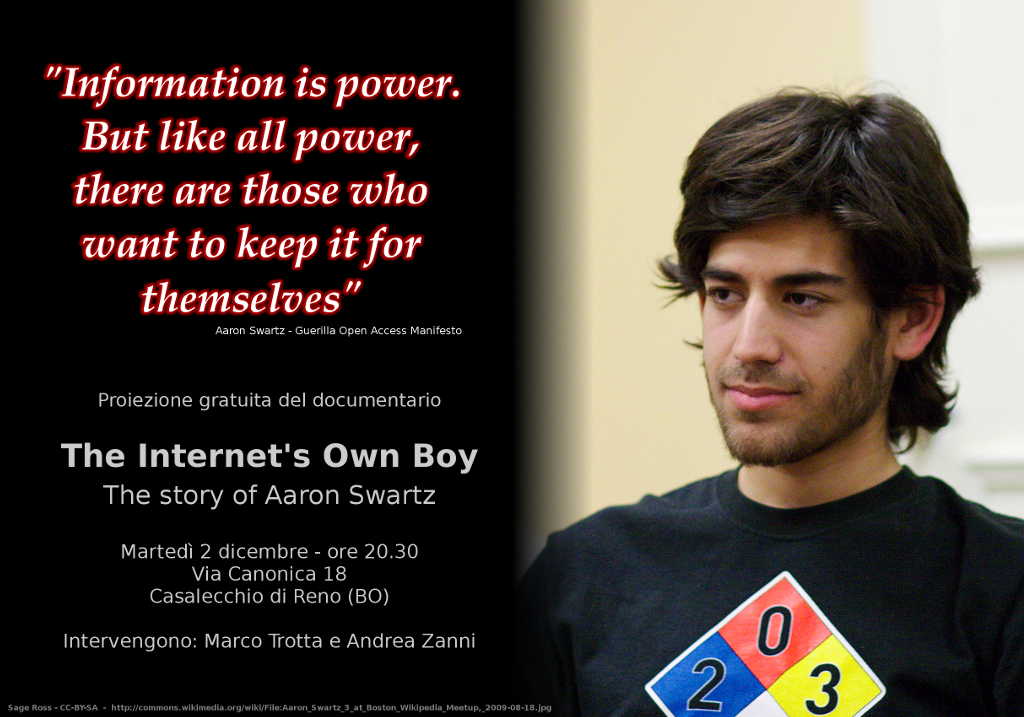 "Information is power.
But like all power,
there are those who
want to keep it for
themselves"
Aaron Swartz - Guerilla Open Access Manifesto
Proiezione gratuita del documentario
The Internet's Own Boy
The story of Aaron Swartz
Martedì 2 dicembre - ore 20.30
Via Canonica 18
Casalecchio di Reno (BO)
Intervengono: Marco Trotta e Andrea Zanni
0
2 3
Sage Ross - CC-BY-SA - http://commons.wikimedia.org/wiki/File:Aaron_Swartz_3_at_Boston_Wikipedia_Meetup,_2009-08-18.jpg